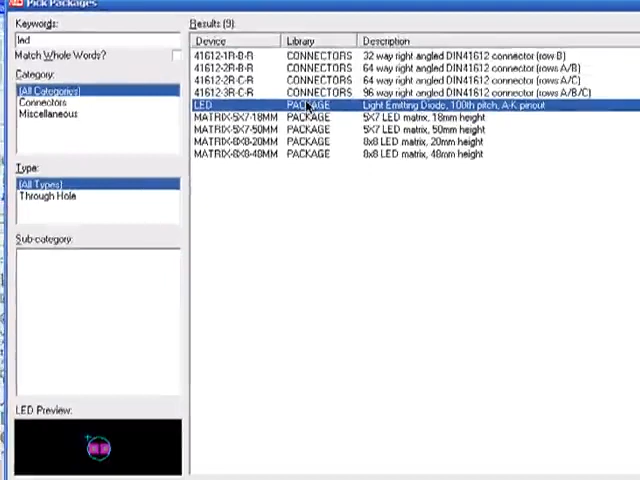 Pick Packages
Keywords:
led
Match Whole Words?
Category:
(All Categories)
Connectors
Miscellaneous
Type:
(All Types)
Through Hole
Sub-category:
LED Preview:
Results (9):
Device Library Description
41612-1R-B-R CONNECTORS 32 way right angled DIN41612 connector (row B)
41612-2R-B-R CONNECTORS 64 way right angled DIN41612 connector (rows A/B)
41612-2R-C-R CONNECTORS 64 way right angled DIN41612 connector (rows A/C)
41612-3R-C-R CONNECTORS 96 way right angled DIN41612 connector (rows A/B/C)
LED PACKAGE Light Emitting Diode, 100th pitch, A-K pinout
MATRIX-5X7-18MM PACKAGE 5X7 LED matrix, 18mm height
MATRIX-5X7-50MM PACKAGE 5X7 LED matrix, 50mm height
MATRIX-8X8-20MM PACKAGE 8x8 LED matrix, 20mm height
MATRIX-8X8-48MM PACKAGE 8x8 LED matrix, 48mm height